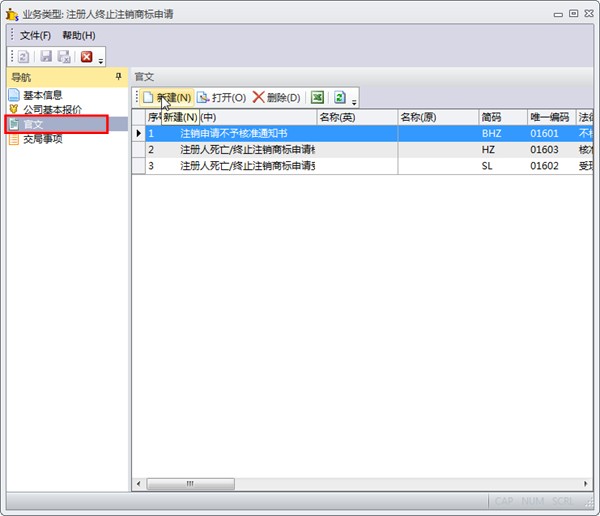 业务类型: 注册人终止注销商标申请
文件(F) 帮助(H)
导航
基本信息
公司基本报价
官文
交局事项
官文
新建(N) 打开(O) 删除(D)
新建(N) (中) 名称(英) 名称(原) 简码 唯一编码
1 注销申请不予核准通知书 BHZ 01601
2 注册人死亡/终止注销商标申请 HZ 01603
3 注册人死亡/终止注销商标申请 SL 01602
CAP NUM SCRL